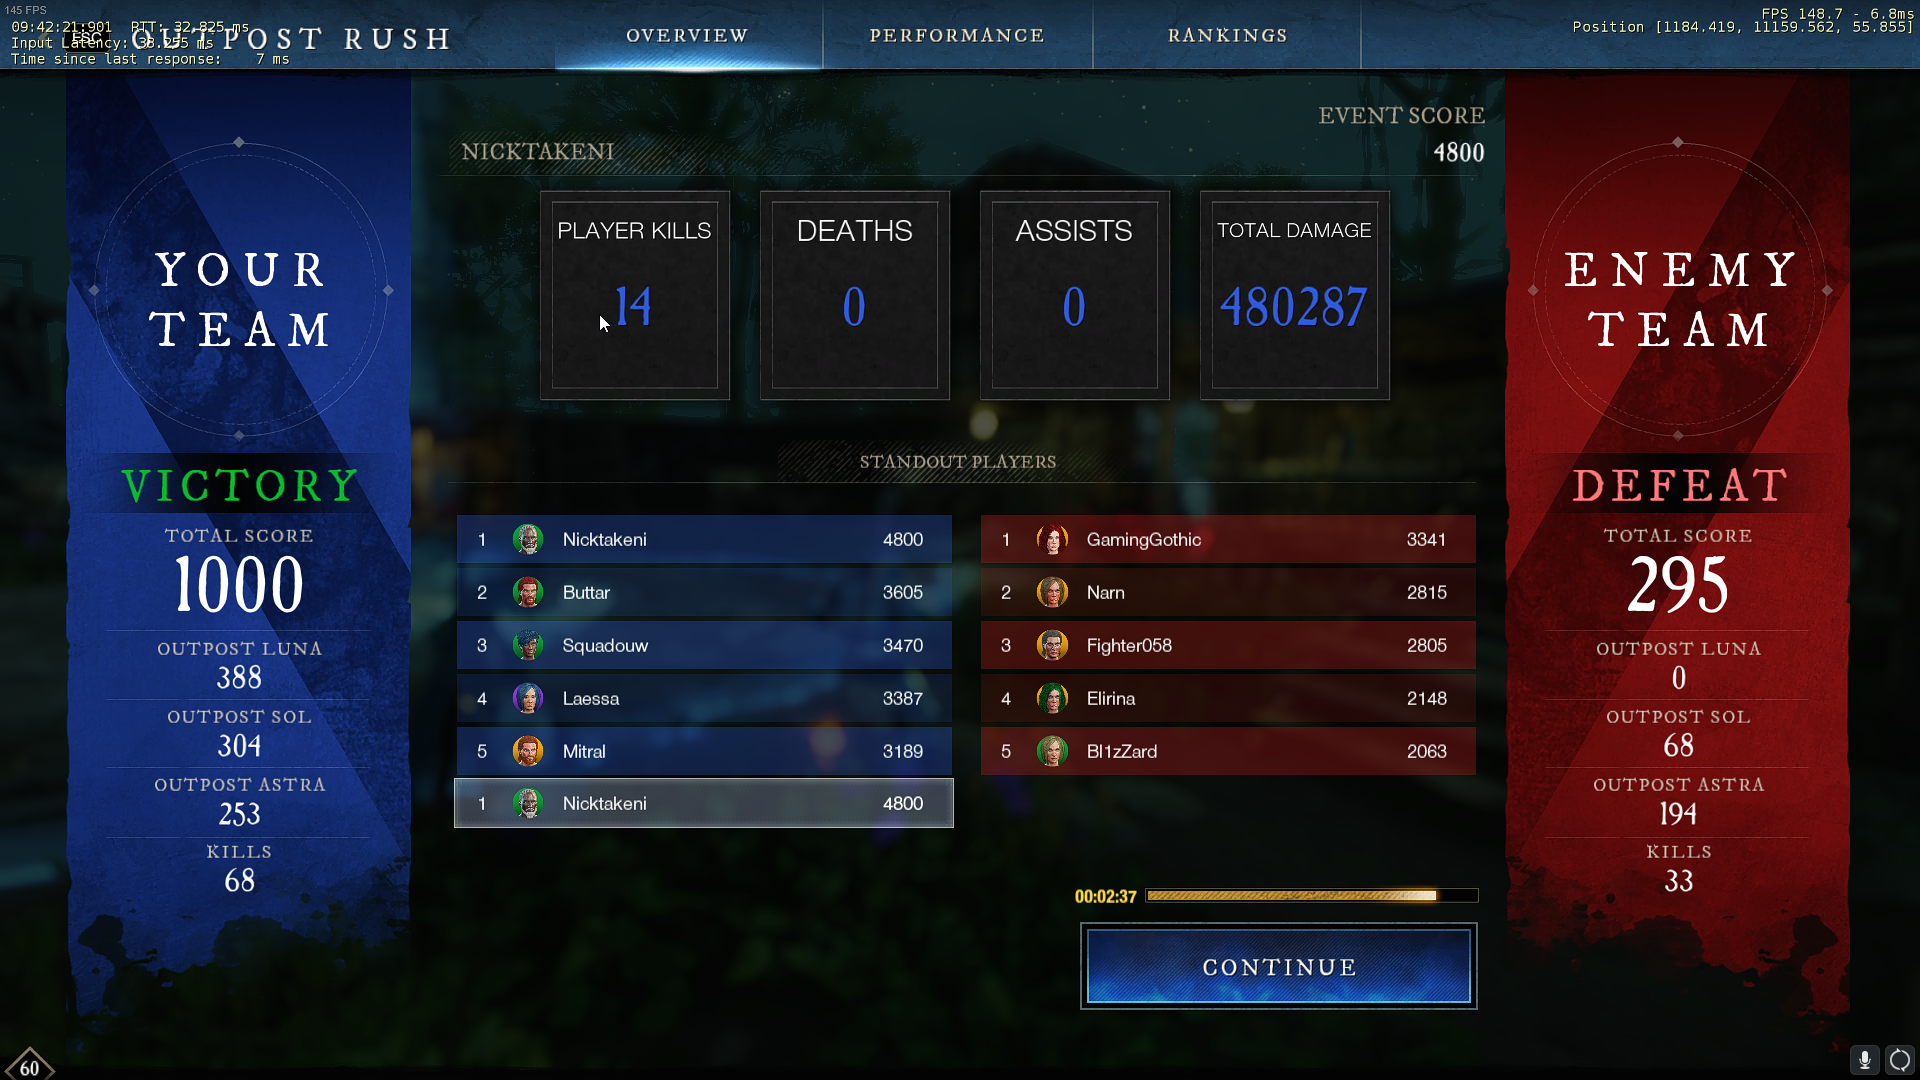 145 FPS
09:42:21:901 RTT: 32.825 ms
Input Latency: 38.255 ms
Time since last response: 7 ms
ESC
OUTPOST RUSH
OVERVIEW
PERFORMANCE
RANKINGS
FPS 148.7 - 6.8ms
Position [1184.419, 11159.562, 55.855]
EVENT SCORE
4800
NICKTAKENI
PLAYER KILLS
14
DEATHS
0
ASSISTS
0
TOTAL DAMAGE
480287
YOUR
TEAM
VICTORY
TOTAL SCORE
1000
OUTPOST LUNA
388
OUTPOST SOL
304
OUTPOST ASTRA
253
KILLS
68
STANDOUT PLAYERS
1 Nicktakeni 4800
2 Buttar 3605
3 Squadouw 3470
4 Laessa 3387
5 Mitral 3189
1 Nicktakeni 4800
1 GamingGothic 3341
2 Narn 2815
3 Fighter058 2805
4 Elirina 2148
5 Bl1zZard 2063
00:02:37
CONTINUE
ENEMY
TEAM
DEFEAT
TOTAL SCORE
295
OUTPOST LUNA
0
OUTPOST SOL
68
OUTPOST ASTRA
194
KILLS
33
60